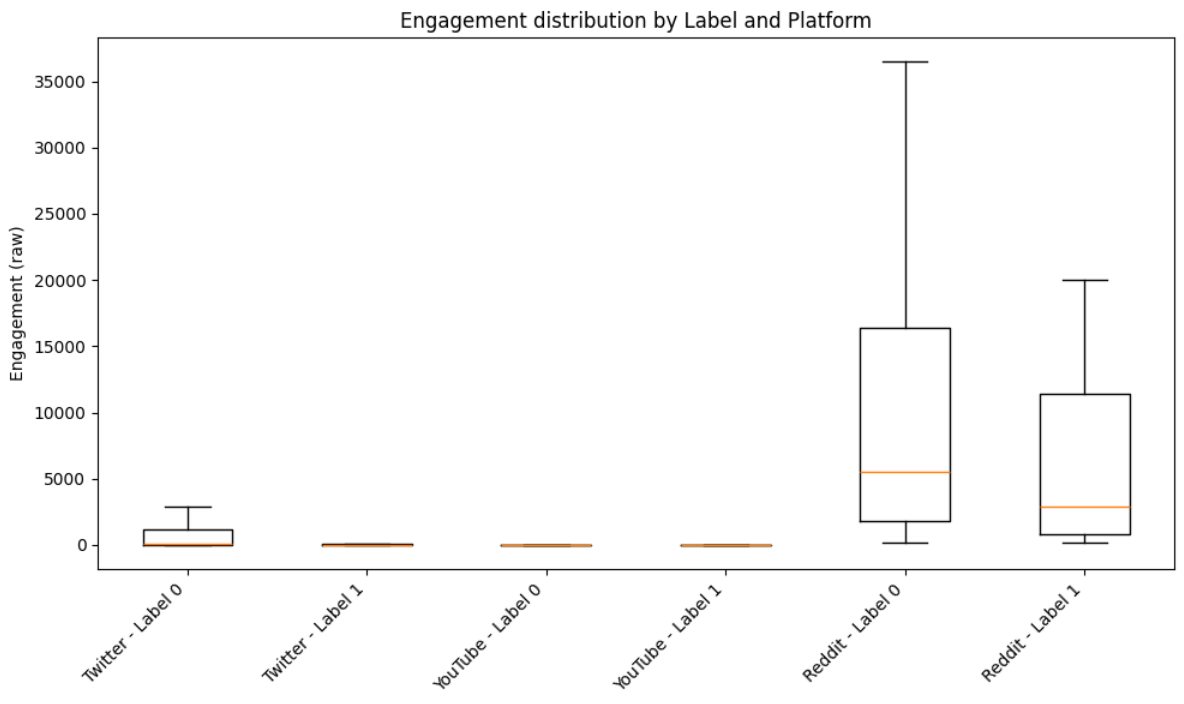 Engagement distribution by Label and Platform
Engagement (raw)
35000
30000
25000
20000
15000
10000
5000
0
Twitter - Label 0
Twitter - Label 1
YouTube - Label 0
YouTube - Label 1
Reddit - Label 0
Reddit - Label 1